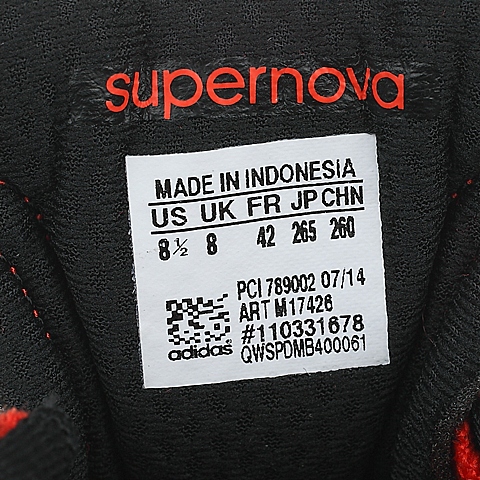 supernova
MADE IN INDONESIA
US UK FR JP CHN
8½ 8 42 265 260
PCI 789002 07/14
ART M17426
#110331678
adidas QWSPDMB400061